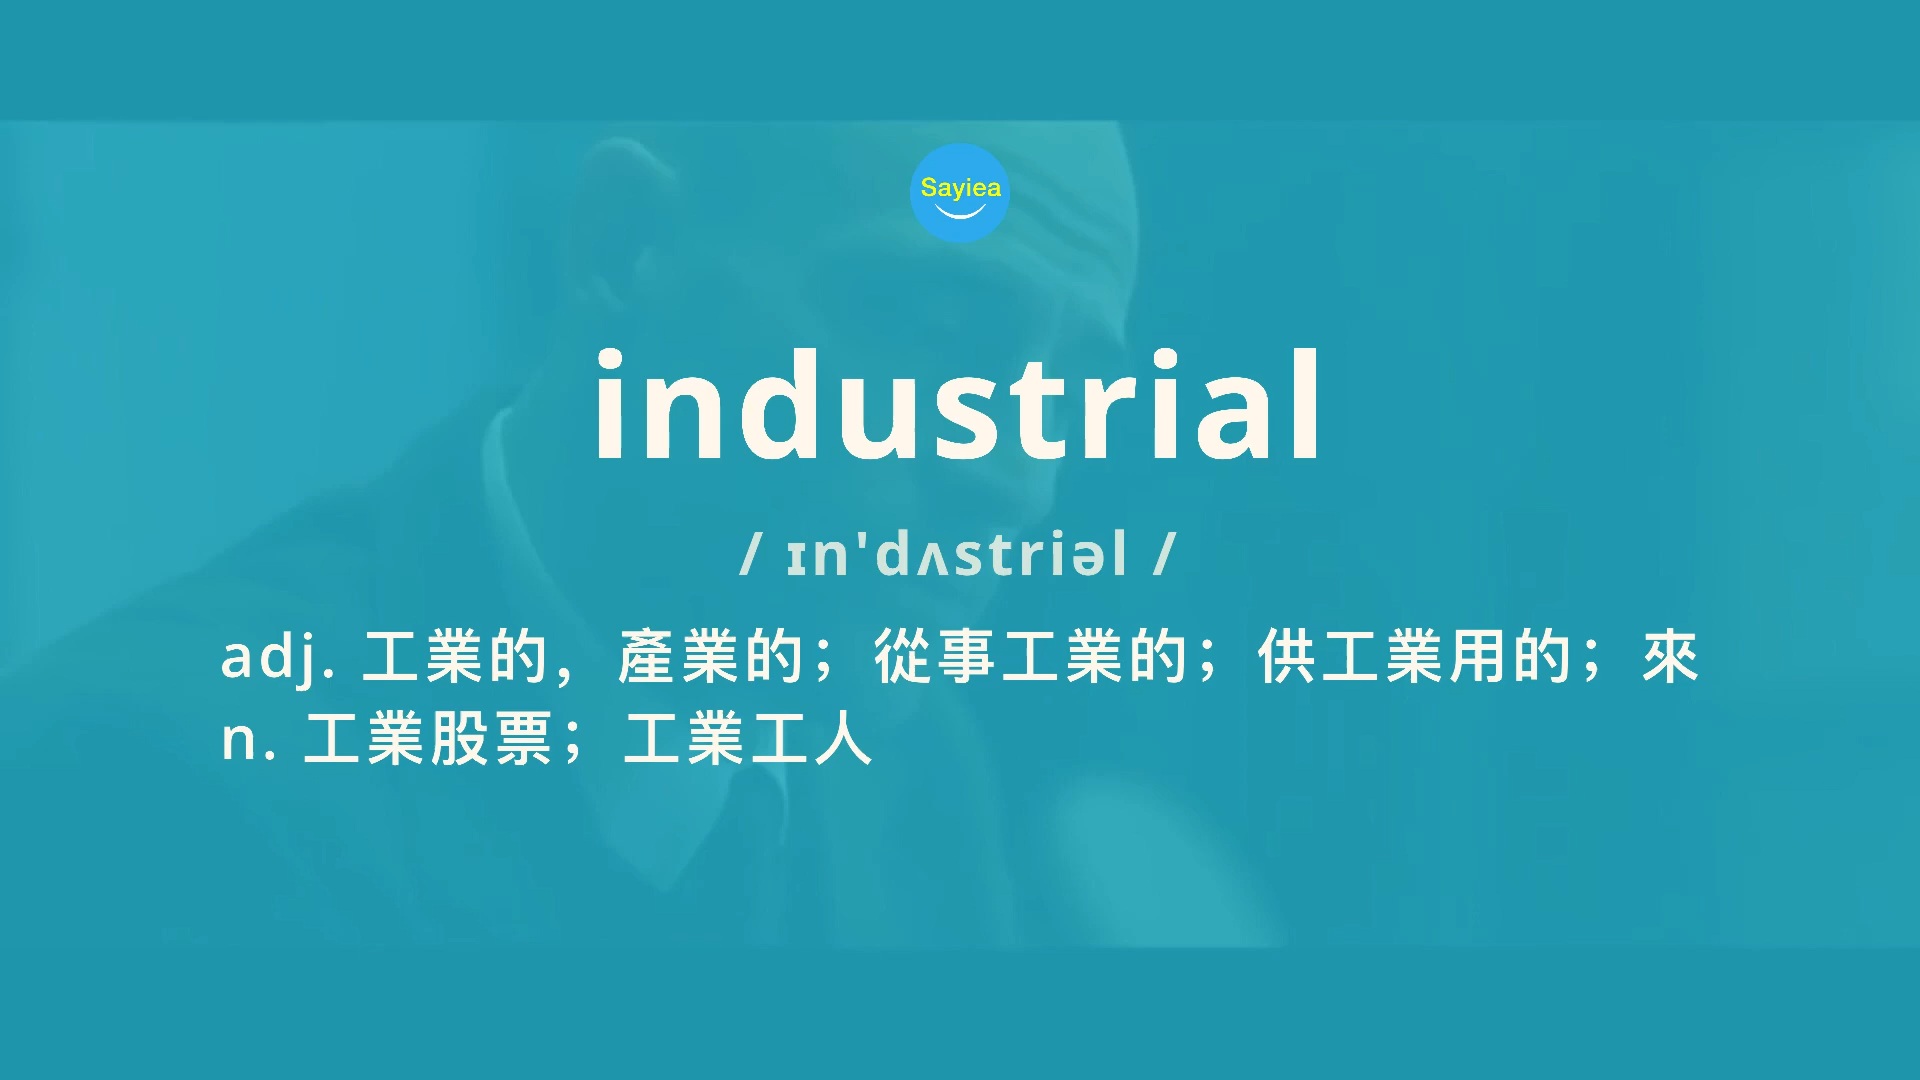 Sayiea
industrial
/ ɪn'dʌstriəl /
adj. 工業的，產業的；從事工業的；供工業用的；來
n. 工業股票；工業工人